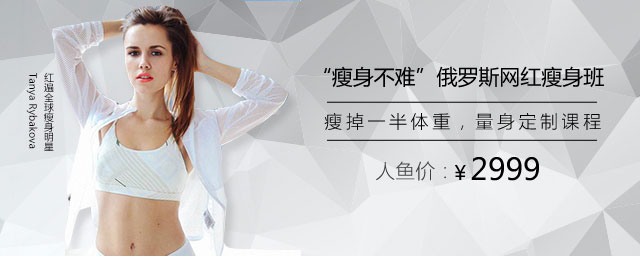 红遍全球瘦身明星
Tanya Rybakova
“瘦身不难”俄罗斯网红瘦身班
瘦掉一半体重，量身定制课程
人鱼价：¥ 2999